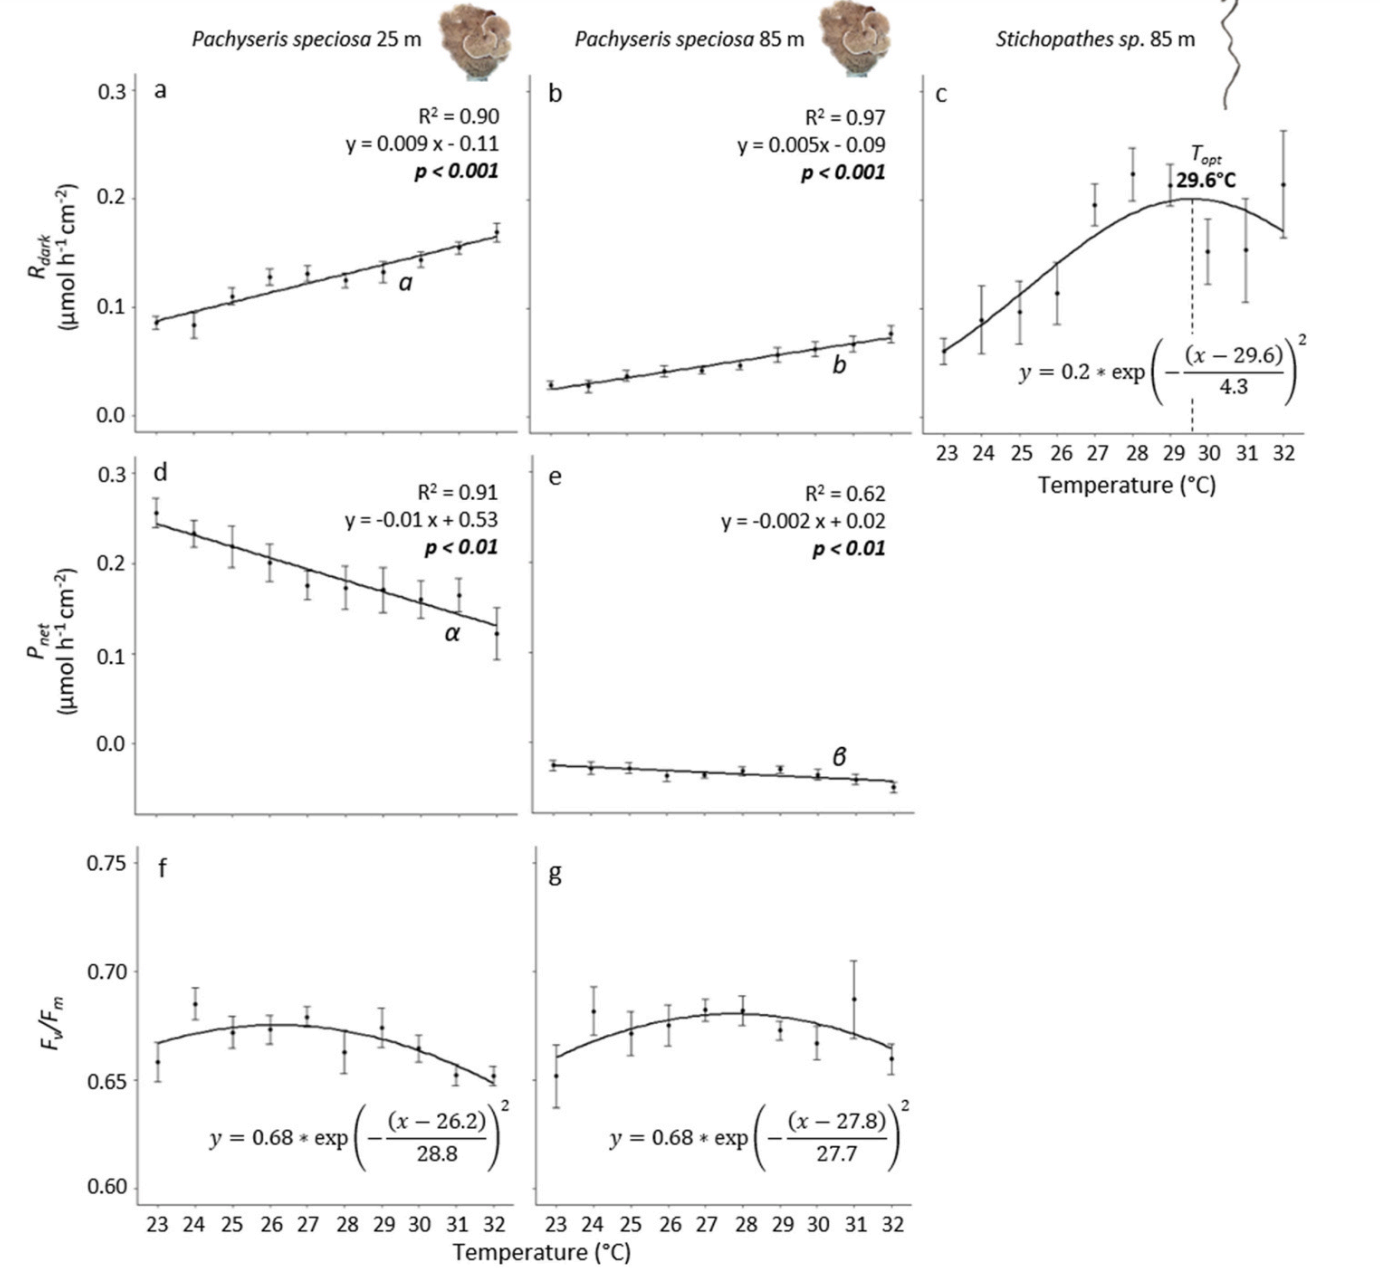 Pachyseris speciosa 25 m
Pachyseris speciosa 85 m
Stichopathes sp. 85 m
a
R² = 0.90
y = 0.009 x - 0.11
p < 0.001
a
0.3
0.2
0.1
0.0
R_dark
(μmol h⁻¹ cm⁻²)
b
R² = 0.97
y = 0.005x - 0.09
p < 0.001
b
c
T_opt
29.6°C
y = 0.2 * exp(-(x − 29.6)/4.3)²
23 24 25 26 27 28 29 30 31 32
Temperature (°C)
d
R² = 0.91
y = -0.01 x + 0.53
p < 0.01
α
0.3
0.2
0.1
0.0
P_net
(μmol h⁻¹ cm⁻²)
e
R² = 0.62
y = -0.002 x + 0.02
p < 0.01
β
f
0.75
0.70
0.65
0.60
F_v/F_m
y = 0.68 * exp(-(x − 26.2)/28.8)²
g
y = 0.68 * exp(-(x − 27.8)/27.7)²
23 24 25 26 27 28 29 30 31 32
23 24 25 26 27 28 29 30 31 32
Temperature (°C)